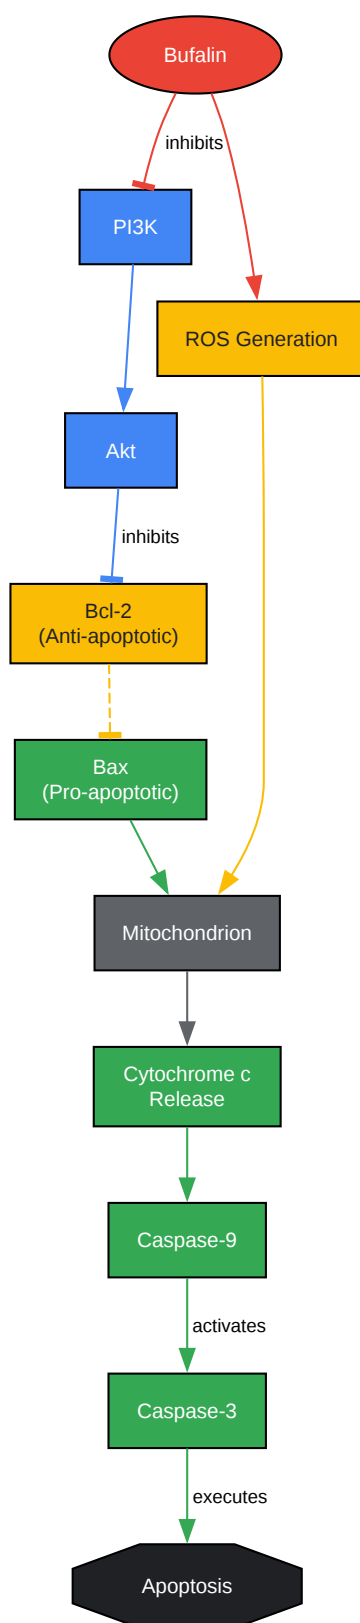 Bufalin
inhibits
PI3K
ROS Generation
Akt
inhibits
Bcl-2
(Anti-apoptotic)
Bax
(Pro-apoptotic)
Mitochondrion
Cytochrome c
Release
Caspase-9
activates
Caspase-3
executes
Apoptosis